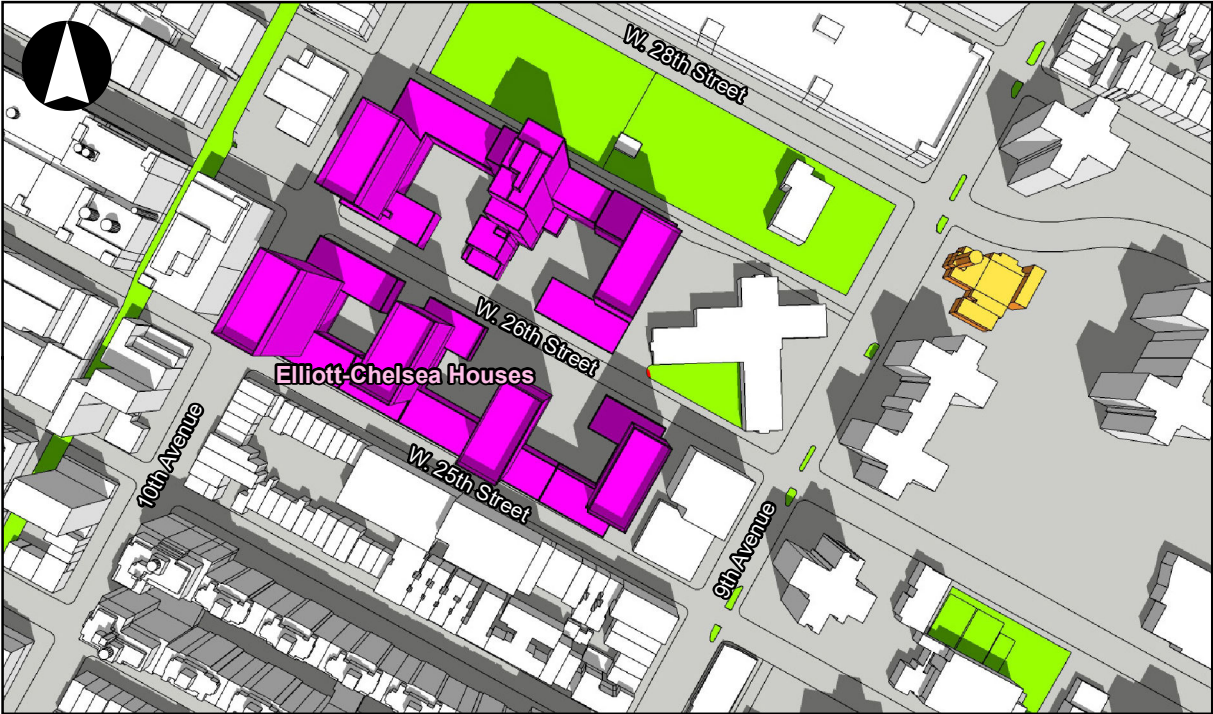 W. 28th Street
W. 26th Street
Elliott-Chelsea Houses
10th Avenue
W. 25th Street
9th Avenue